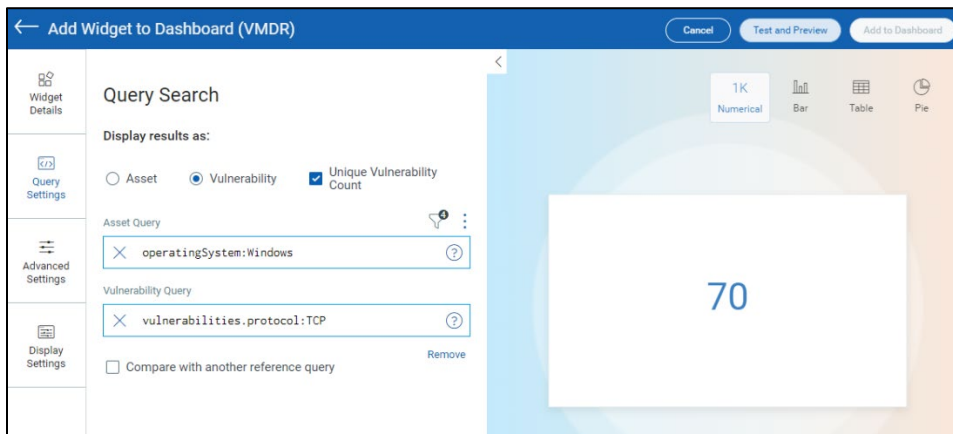 Add Widget to Dashboard (VMDR)
Cancel
Test and Preview
Add to Dashboard
Widget
Details
Query
Settings
Advanced
Settings
Display
Settings
Query Search
Display results as:
Asset
Vulnerability
Unique Vulnerability
Count
Asset Query
4
operatingSystem:Windows
?
Vulnerability Query
vulnerabilities.protocol:TCP
?
Remove
Compare with another reference query
1K
Numerical
Bar
Table
Pie
70